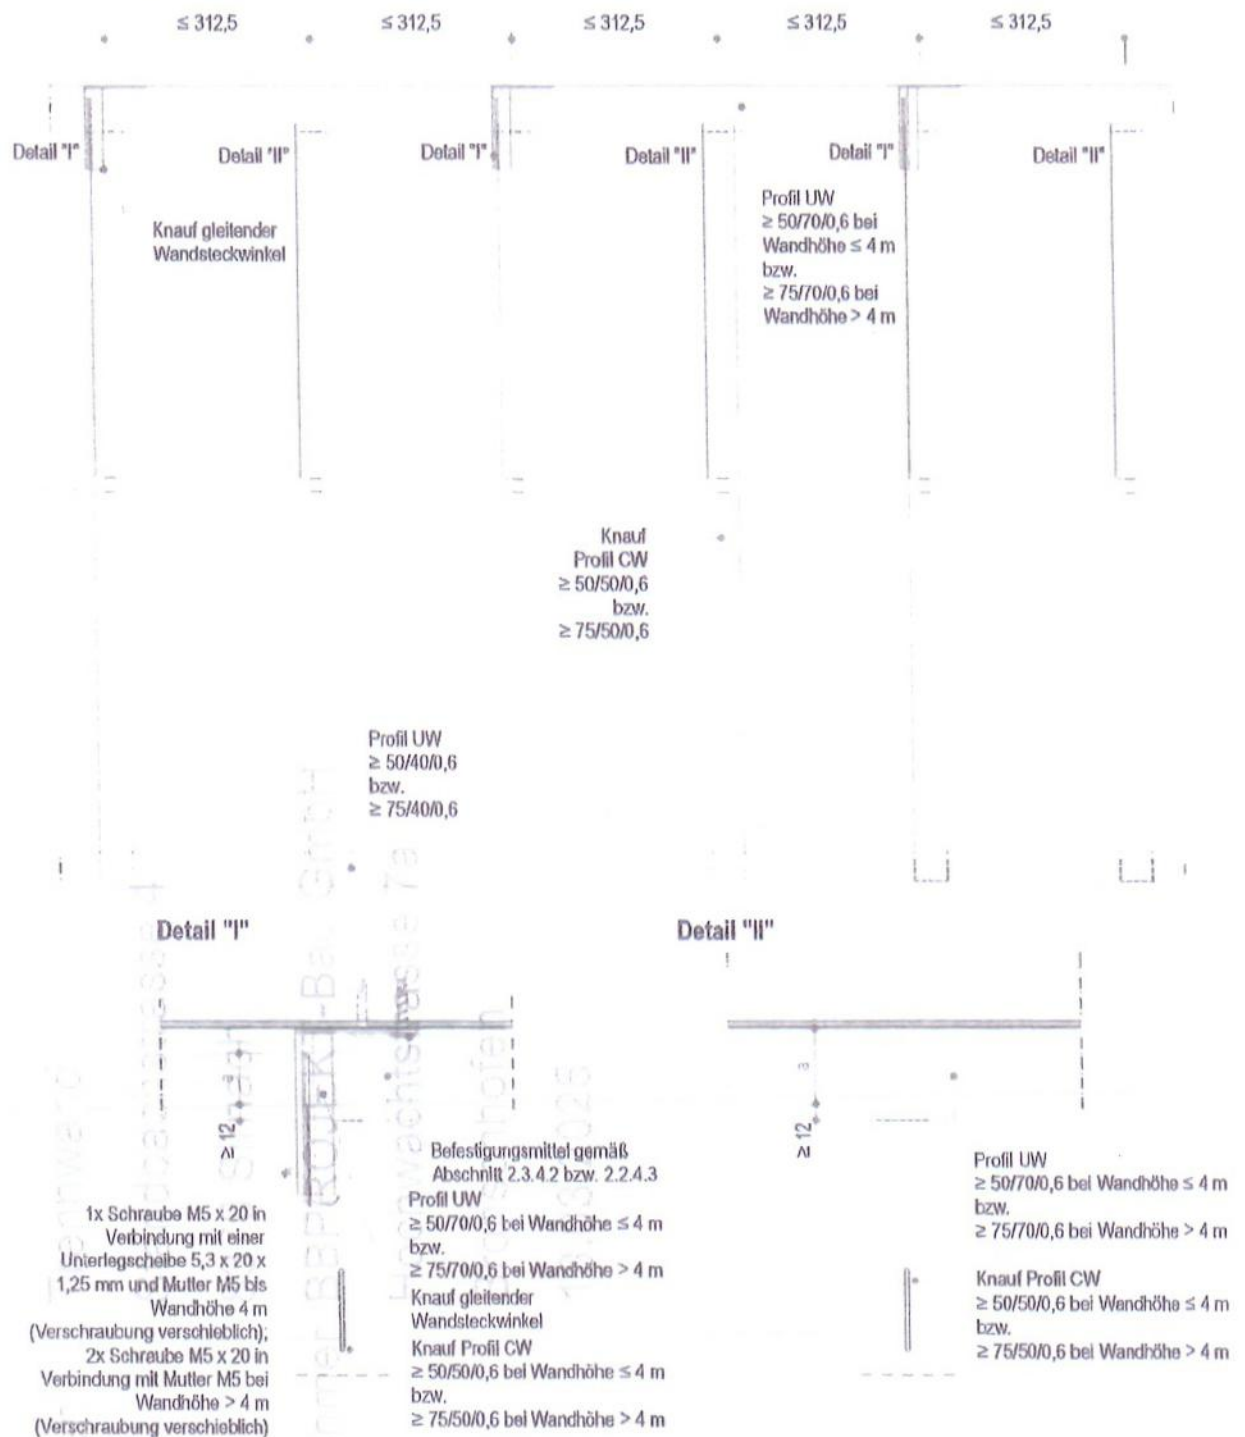 ≤ 312,5
≤ 312,5
≤ 312,5
≤ 312,5
≤ 312,5
Detail "I"
Detail "II"
Detail "I"
Detail "II"
Detail "I"
Detail "II"
Knauf gleitender
Wandsteckwinkel
Profil UW
≥ 50/70/0,6 bei
Wandhöhe ≤ 4 m
bzw.
≥ 75/70/0,6 bei
Wandhöhe > 4 m
Knauf
Profil CW
≥ 50/50/0,6
bzw.
≥ 75/50/0,6
Profil UW
≥ 50/40/0,6
bzw.
≥ 75/40/0,6
Detail "I"
a
≥ 12
Befestigungsmittel gemäß
Abschnitt 2.3.4.2 bzw. 2.2.4.3
Profil UW
≥ 50/70/0,6 bei Wandhöhe ≤ 4 m
bzw.
≥ 75/70/0,6 bei Wandhöhe > 4 m
Knauf gleitender
Wandsteckwinkel
Knauf Profil CW
≥ 50/50/0,6 bei Wandhöhe ≤ 4 m
bzw.
≥ 75/50/0,6 bei Wandhöhe > 4 m
1x Schraube M5 x 20 in
Verbindung mit einer
Unterlegscheibe 5,3 x 20 x
1,25 mm und Mutter M5 bis
Wandhöhe 4 m
(Verschraubung verschieblich);
2x Schraube M5 x 20 in
Verbindung mit Mutter M5 bei
Wandhöhe > 4 m
(Verschraubung verschieblich)
Detail "II"
a
≥ 12
Profil UW
≥ 50/70/0,6 bei Wandhöhe ≤ 4 m
bzw.
≥ 75/70/0,6 bei Wandhöhe > 4 m
Knauf Profil CW
≥ 50/50/0,6 bei Wandhöhe ≤ 4 m
bzw.
≥ 75/50/0,6 bei Wandhöhe > 4 m
GmbH
7a